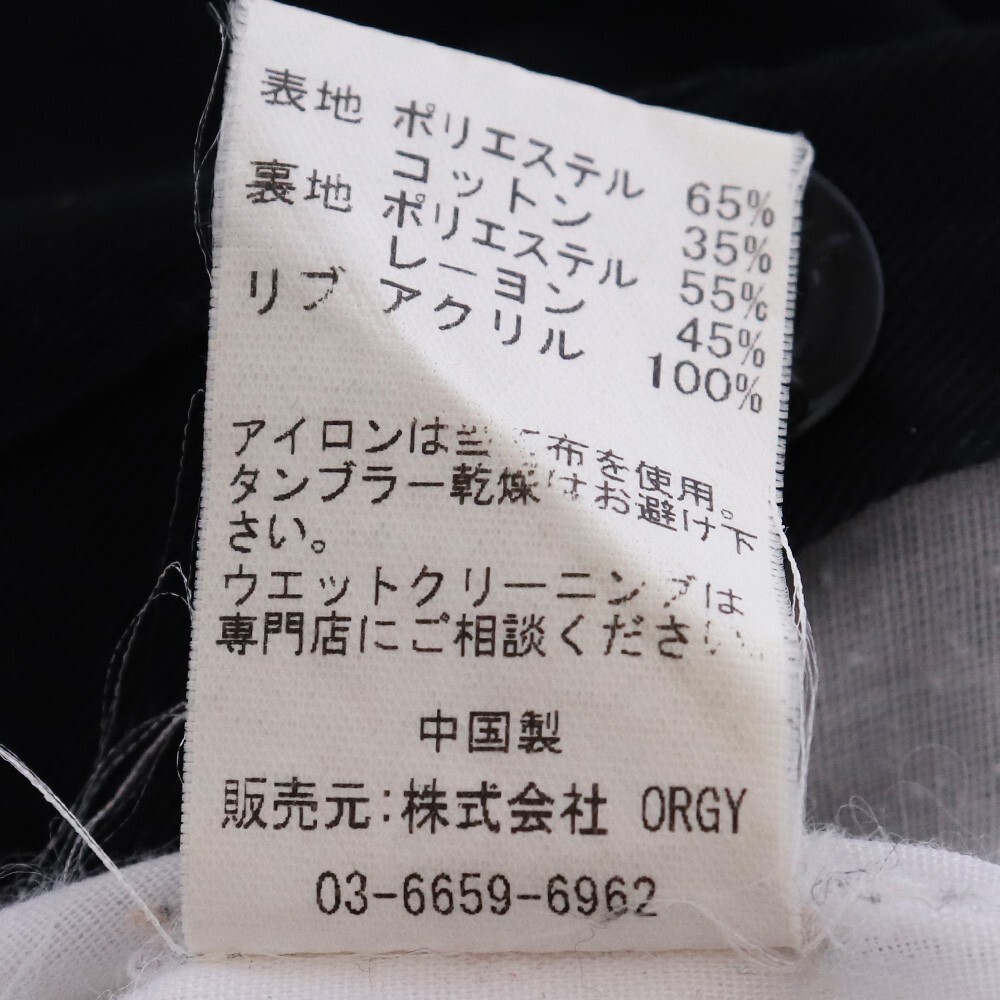 表地 ポリエステル 65%
コットン 35%
裏地 ポリエステル 55%
レーヨン 45%
リブ アクリル 100%
アイロンは当て布を使用。
タンブラー乾燥はお避け下
さい。
ウエットクリーニングは
専門店にご相談ください。
中国製
販売元:株式会社 ORGY
03-6659-6962